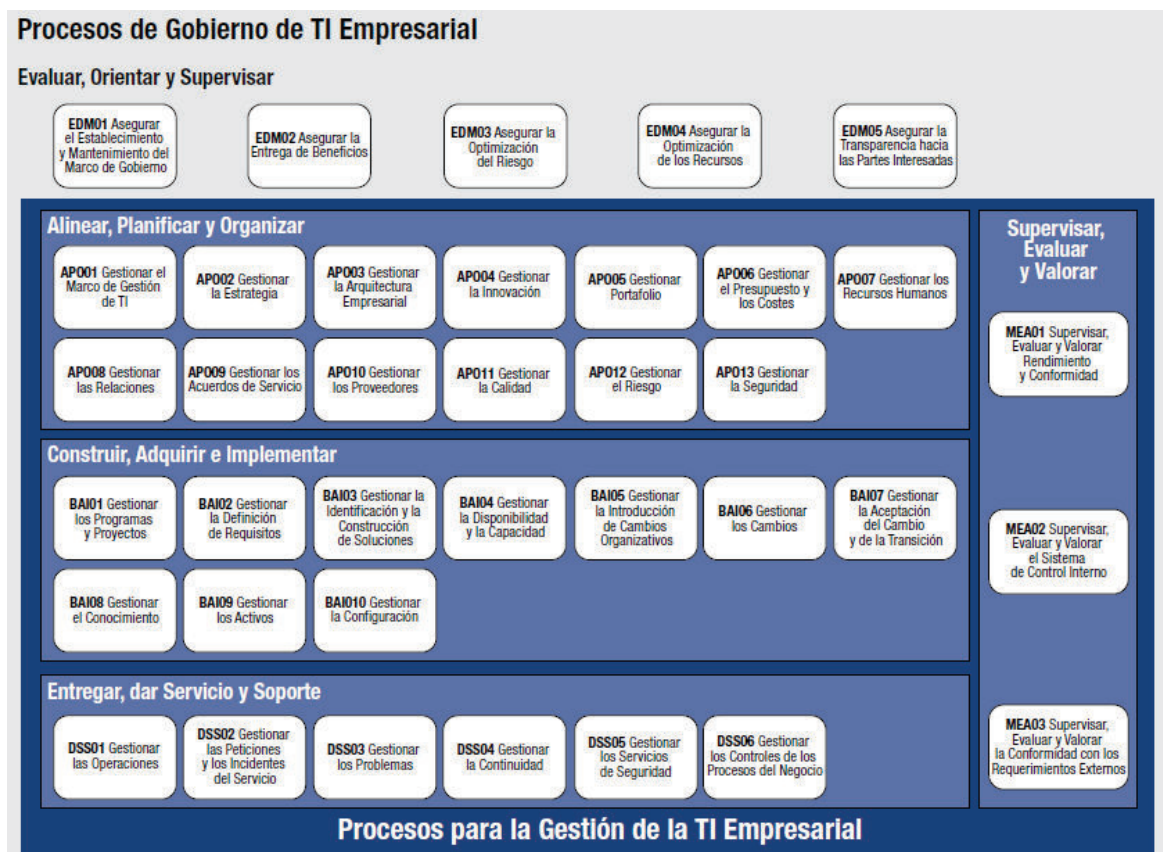 Procesos de Gobierno de TI Empresarial
Evaluar, Orientar y Supervisar
EDM01 Asegurar
el Establecimiento
y Mantenimiento del
Marco de Gobierno
EDM02 Asegurar la
Entrega de Beneficios
EDM03 Asegurar la
Optimización
del Riesgo
EDM04 Asegurar la
Optimización
de los Recursos
EDM05 Asegurar la
Transparencia hacia
las Partes Interesadas
Alinear, Planificar y Organizar
APO01 Gestionar el
Marco de Gestión
de TI
APO02 Gestionar
la Estrategia
APO03 Gestionar
la Arquitectura
Empresarial
APO04 Gestionar
la Innovación
APO05 Gestionar
Portafolio
APO06 Gestionar
el Presupuesto y
los Costes
APO07 Gestionar los
Recursos Humanos
APO08 Gestionar
las Relaciones
APO09 Gestionar los
Acuerdos de Servicio
APO10 Gestionar
los Proveedores
APO11 Gestionar
la Calidad
APO12 Gestionar
el Riesgo
APO13 Gestionar
la Seguridad
Construir, Adquirir e Implementar
BAI01 Gestionar
los Programas
y Proyectos
BAI02 Gestionar
la Definición
de Requisitos
BAI03 Gestionar la
Identificación y la
Construcción
de Soluciones
BAI04 Gestionar
la Disponibilidad
y la Capacidad
BAI05 Gestionar
la Introducción
de Cambios
Organizativos
BAI06 Gestionar
los Cambios
BAI07 Gestionar
la Aceptación
del Cambio
y de la Transición
BAI08 Gestionar
el Conocimiento
BAI09 Gestionar
los Activos
BAI010 Gestionar
la Configuración
Entregar, dar Servicio y Soporte
DSS01 Gestionar
las Operaciones
DSS02 Gestionar
las Peticiones
y los Incidentes
del Servicio
DSS03 Gestionar
los Problemas
DSS04 Gestionar
la Continuidad
DSS05 Gestionar
los Servicios
de Seguridad
DSS06 Gestionar
los Controles de los
Procesos del Negocio
Supervisar,
Evaluar
y Valorar
MEA01 Supervisar,
Evaluar y Valorar
Rendimiento
y Conformidad
MEA02 Supervisar,
Evaluar y Valorar
el Sistema
de Control Interno
MEA03 Supervisar,
Evaluar y Valorar
la Conformidad con los
Requerimientos Externos
Procesos para la Gestión de la TI Empresarial